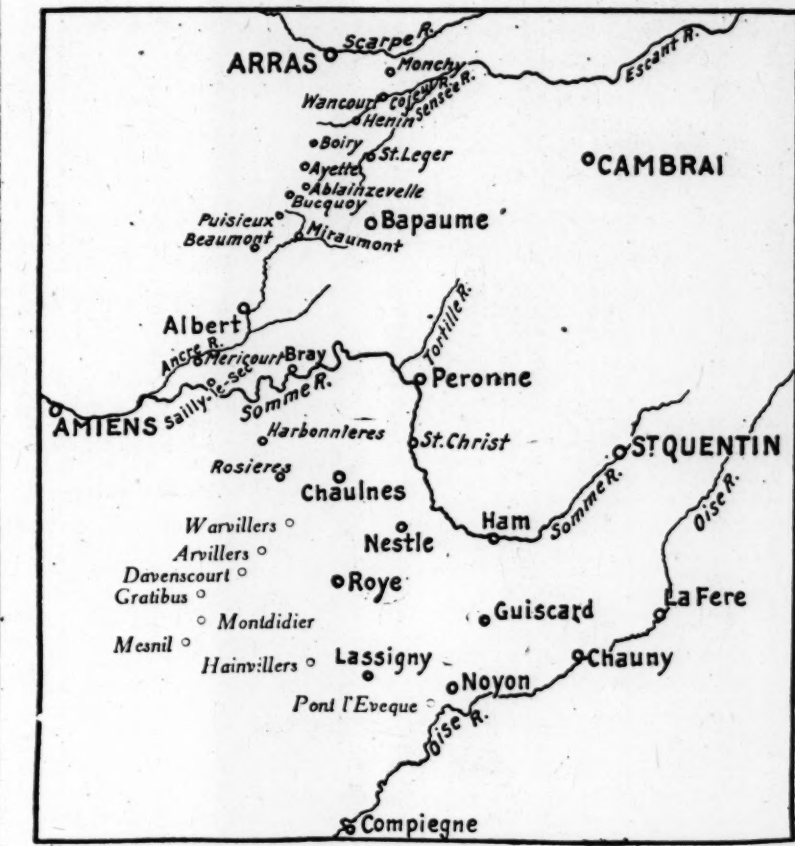 Scarpe R.
ARRAS
Monchy
Escant R.
Wancourt
Cojeul R.
Sensee R.
Henin
Boiry
St. Leger
CAMBRAI
Ayette
Ablainzevelle
Bucquoy
Puisieux
Bapaume
Miraumont
Beaumont
Tortille R.
Albert
Ancre R.
Mericourt
Bray
Sailly-le-Sec
Somme R.
Peronne
AMIENS
Harbonnieres
St. Christ
ST. QUENTIN
Rosieres
Chaulnes
Oise R.
Somme R.
Warvillers
Ham
Nestle
Arvillers
Davenscourt
Roye
Gratibus
Guiscard
La Fere
Montdidier
Mesnil
Hainvillers
Lassigny
Chauny
Noyon
Pont l'Eveque
Oise R.
Compiegne